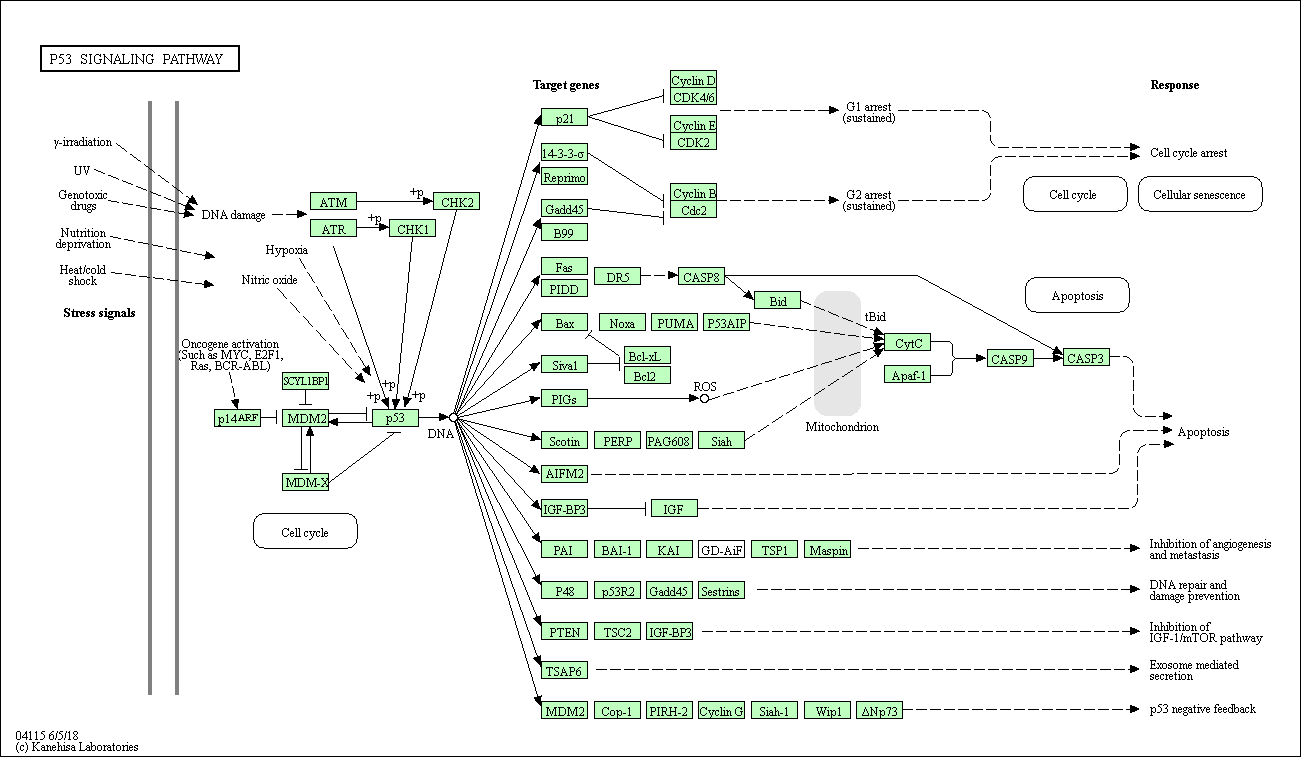 P53 SIGNALING PATHWAY
Target genes
Response
γ-irradiation
UV
Genotoxic
drugs
Nutrition
deprivation
Heat/cold
shock
Stress signals
DNA damage
ATM
+p
CHK2
ATR
+p
CHK1
Hypoxia
Nitric oxide
Oncogene activation
(Such as MYC, E2F1,
Ras, BCR-ABL)
SCYL1BP1
p14ARF
MDM2
+p
+p
+p
p53
MDM-X
DNA
Cell cycle
p21
Cyclin D
CDK4/6
Cyclin E
CDK2
G1 arrest
(sustained)
14-3-3-σ
Reprimo
Cyclin B
Cdc2
G2 arrest
(sustained)
Gadd45
B99
Cell cycle arrest
Cell cycle
Cellular senescence
Fas
PIDD
DR5
CASP8
Bid
tBid
Apoptosis
Bax
Noxa
PUMA
P53AIP
CytC
Siva1
Bcl-xL
Bcl2
Apaf-1
CASP9
CASP3
PIGs
ROS
Mitochondrion
Scotin
PERP
PAG608
Siah
Apoptosis
AIFM2
IGF-BP3
IGF
PAI
BAI-1
KAI
GD-AiF
TSP1
Maspin
Inhibition of angiogenesis
and metastasis
P48
p53R2
Gadd45
Sestrins
DNA repair and
damage prevention
PTEN
TSC2
IGF-BP3
Inhibition of
IGF-1/mTOR pathway
TSAP6
Exosome mediated
secretion
MDM2
Cop-1
PIRH-2
Cyclin G
Siah-1
Wip1
ΔNp73
p53 negative feedback
04115 6/5/18
(c) Kanehisa Laboratories